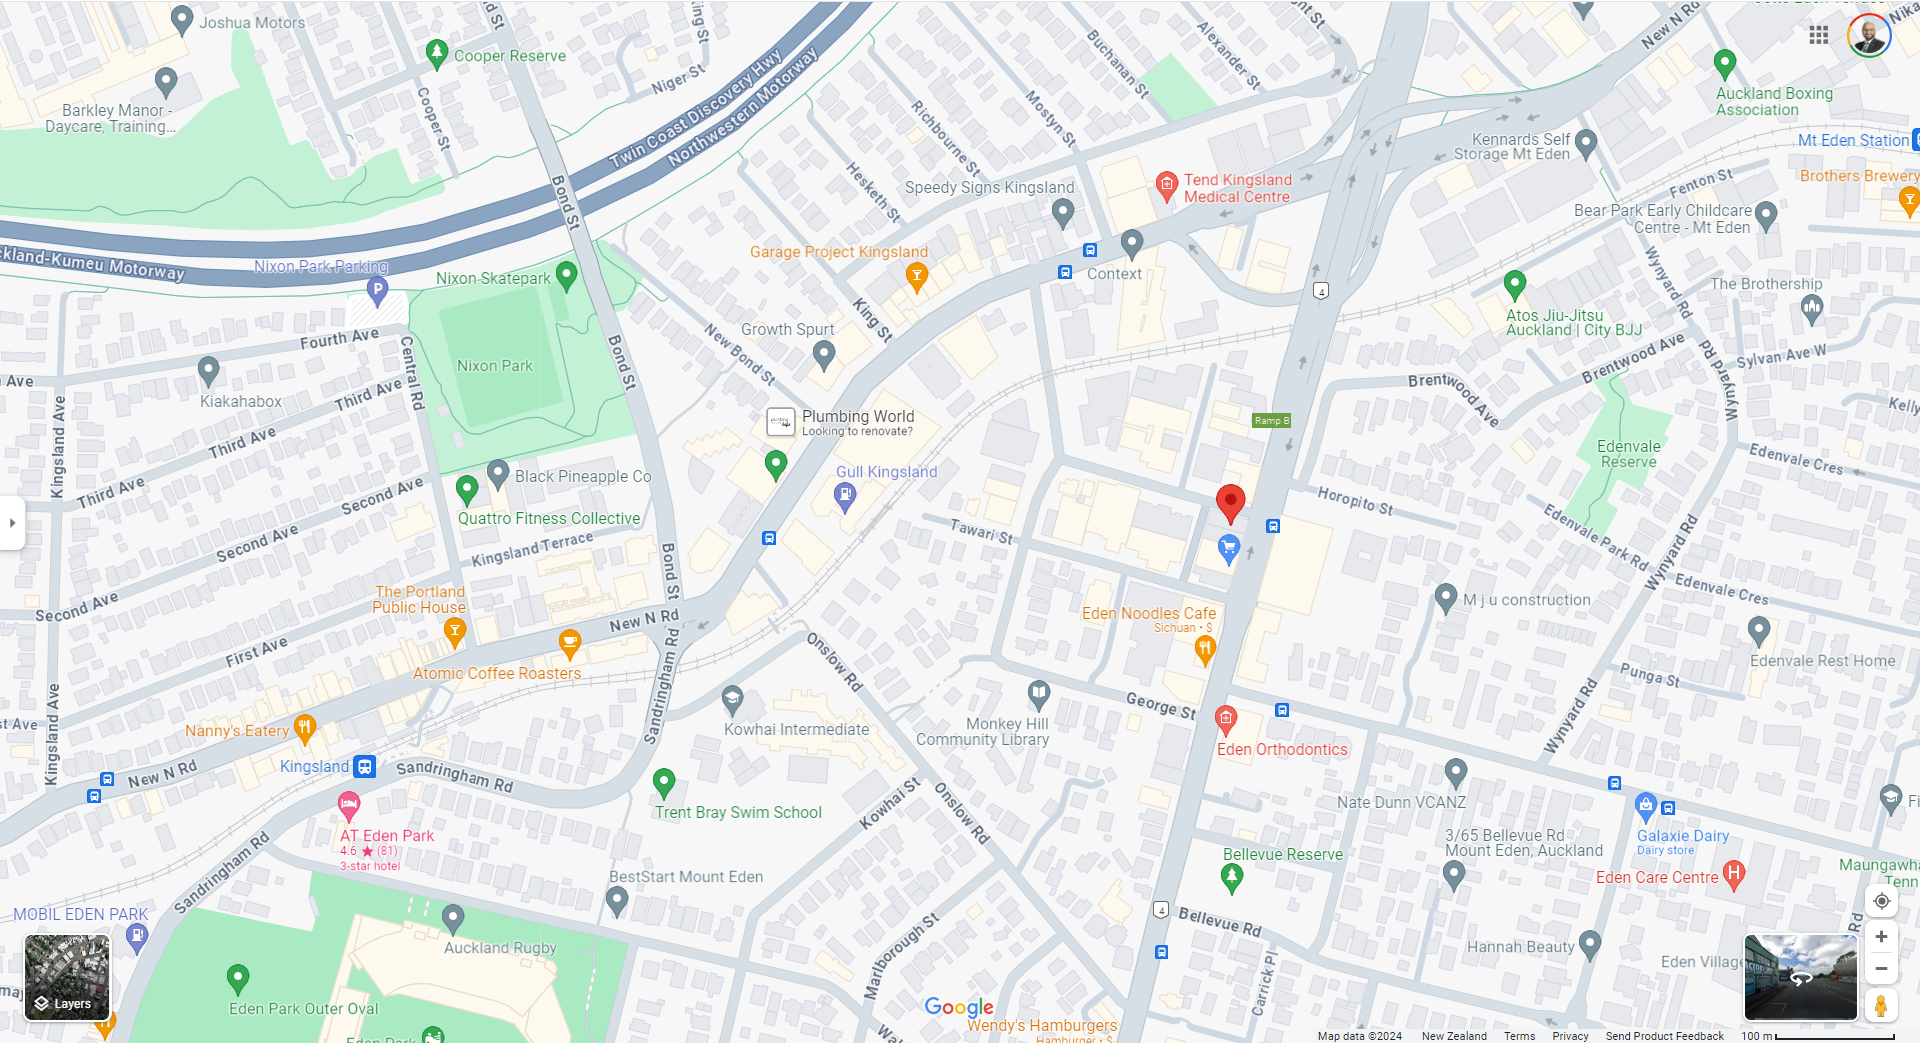 Joshua Motors
Barkley Manor -
Daycare, Training...
Cooper Reserve
Cooper St
Niger St
Twin Coast Discovery Hwy
Northwestern Motorway
Buchanan St
Alexander St
Mostyn St
Richbourne St
Hesketh St
New N Rd
Auckland Boxing
Association
Kennards Self
Storage Mt Eden
Mt Eden Station
Brothers Brewery
Fenton St
Bear Park Early Childcare
Centre - Mt Eden
Wynyard Rd
The Brothership
Tend Kingsland
Medical Centre
Speedy Signs Kingsland
Context
4
Garage Project Kingsland
King St
Growth Spurt
New Bond St
Bond St
Nixon Park Parking
P
Nixon Skatepark
Nixon Park
Bond St
Fourth Ave
Central Rd
Third Ave
Kiakahabox
Kingsland Ave
Third Ave
Third Ave
Second Ave
Second Ave
Second Ave
First Ave
Kingsland Ave
Black Pineapple Co
Quattro Fitness Collective
Kingsland Terrace
Bond St
The Portland
Public House
Atomic Coffee Roasters
New N Rd
Nanny's Eatery
Kingsland
New N Rd
Sandringham Rd
Sandringham Rd
Sandringham Rd
AT Eden Park
4.6 ★ (81)
3-star hotel
MOBIL EDEN PARK
Plumbing World
Looking to renovate?
Gull Kingsland
Tawari St
Onslow Rd
Kowhai Intermediate
Trent Bray Swim School
Kowhai St
Onslow Rd
BestStart Mount Eden
Auckland Rugby
Eden Park Outer Oval
Eden Park
Marlborough St
Monkey Hill
Community Library
George St
Eden Noodles Cafe
Sichuan • $
Eden Orthodontics
Ramp B
Horopito St
Atos Jiu-Jitsu
Auckland | City BJJ
Brentwood Ave
Brentwood Ave
Sylvan Ave W
Wynyard Rd
Kelly
Edenvale
Reserve
Edenvale Cres
Edenvale Park Rd
Wynyard Rd
Edenvale Cres
M j u construction
Edenvale Rest Home
Punga St
Wynyard Rd
Nate Dunn VCANZ
3/65 Bellevue Rd
Mount Eden, Auckland
Galaxie Dairy
Dairy store
Eden Care Centre
H
Bellevue Reserve
4
Bellevue Rd
Carrick Pl
Hannah Beauty
Eden Village
Wendy's Hamburgers
Hamburger • $
Google
Layers
Map data ©2024
New Zealand
Terms
Privacy
Send Product Feedback
100 m